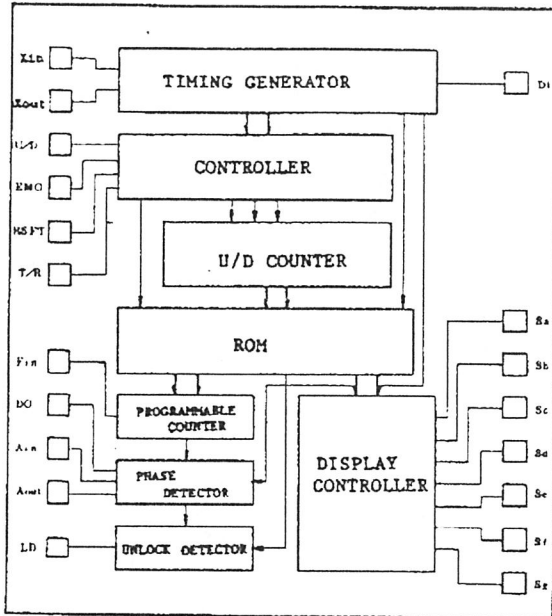 Xin
TIMING GENERATOR
Xout
U/D
CONTROLLER
EMG
RSFT
T/R
U/D COUNTER
ROM
Sa
Fin
PROGRAMMABLE
COUNTER
Sb
DO
Sc
Ain
PHASE
DETECTOR
DISPLAY
CONTROLLER
Sd
Aout
Se
LD
UNLOCK DETECTOR
Sf
Sg